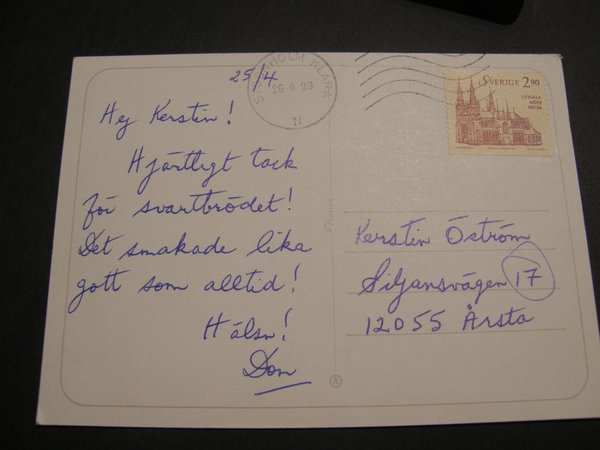 25/4
Hej Kerstin!
Hjärtligt tack
för svartbrödet!
Det smakade lika
gott som alltid!
Hälsn!
Don
STOCKHOLM KLARA
26.4.93
N
SVERIGE 2.90
UPPSALA
MÖTE
Kerstin Öström
Siljansvägen 17
12055 Årsta